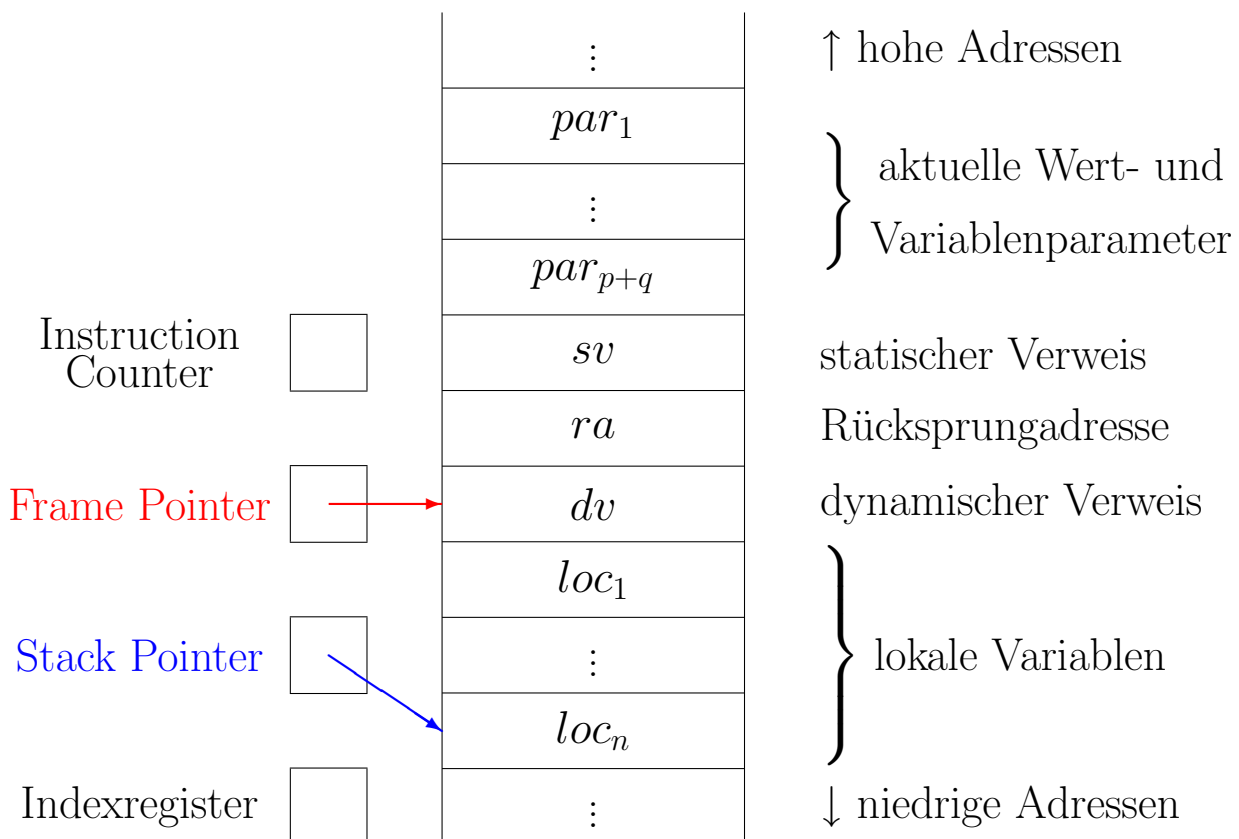 ⋮ ↑ hohe Adressen
par₁
aktuelle Wert- und
⋮
Variablenparameter
par_{p+q}
Instruction
Counter
sv statischer Verweis
ra Rücksprungadresse
Frame Pointer dv dynamischer Verweis
loc₁
Stack Pointer ⋮ lokale Variablen
loc_n
Indexregister ⋮ ↓ niedrige Adressen